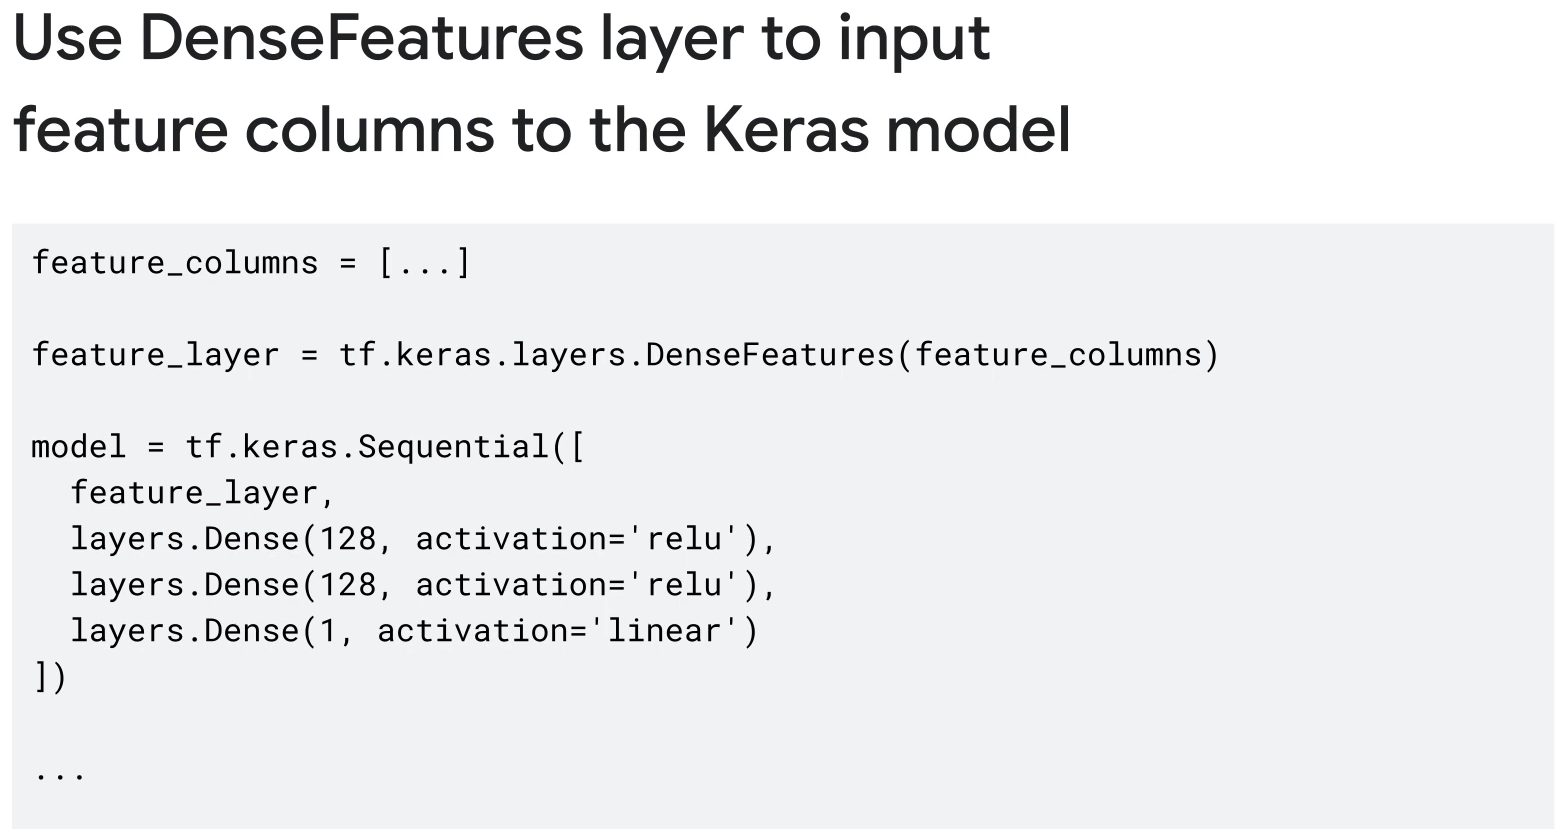 Use DenseFeatures layer to input
feature columns to the Keras model
feature_columns = [...]
feature_layer = tf.keras.layers.DenseFeatures(feature_columns)
model = tf.keras.Sequential([
  feature_layer,
  layers.Dense(128, activation='relu'),
  layers.Dense(128, activation='relu'),
  layers.Dense(1, activation='linear')
])
...